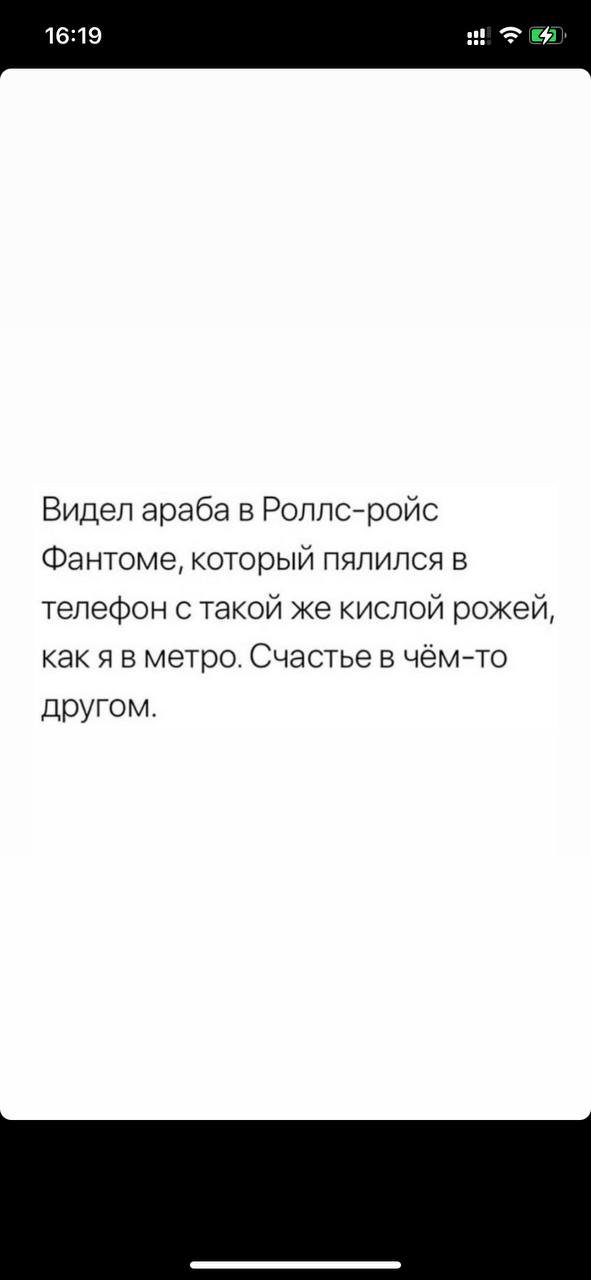 16:19
Видел араба в Роллс-ройс
Фантоме, который пялился в
телефон с такой же кислой рожей,
как я в метро. Счастье в чём-то
другом.